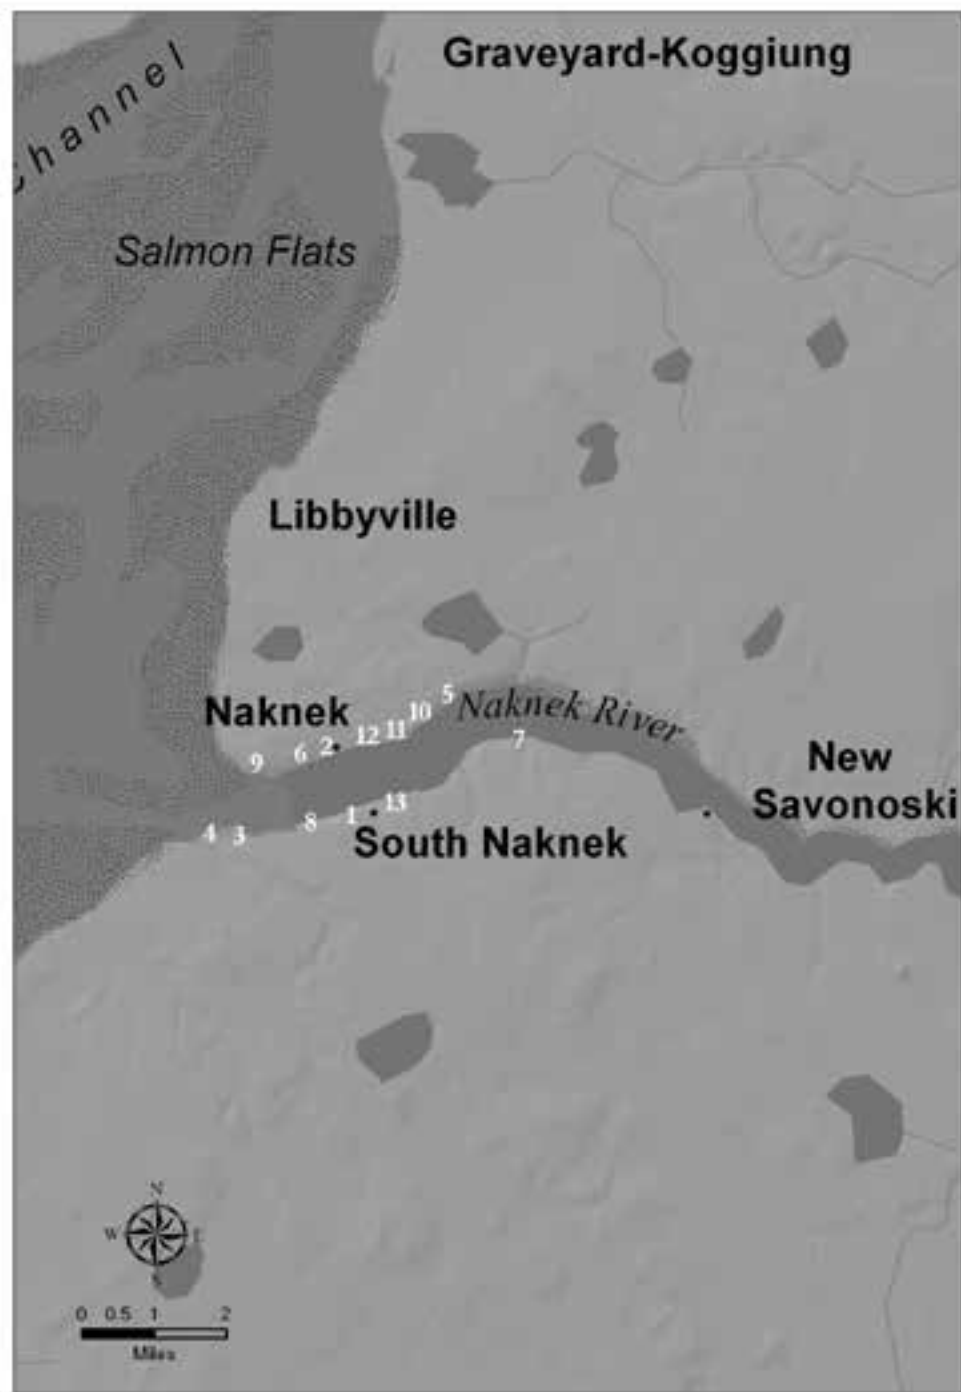 Graveyard-Koggiung
Channel
Salmon Flats
Libbyville
Naknek
Naknek River
5
10
11
12
2
6
9
7
New
Savonoski
13
1
8
3
4
South Naknek
N
W E
S
0 0.5 1 2
Miles